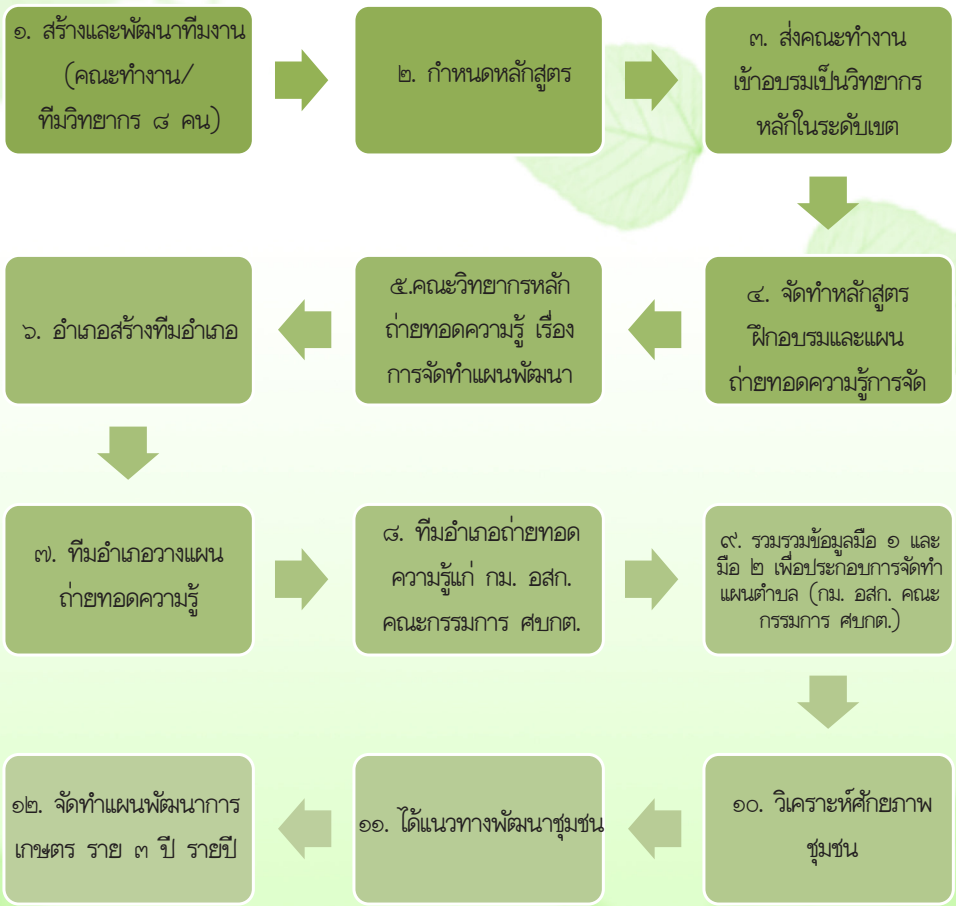 ๑. สร้างและพัฒนาทีมงาน
(คณะทำงาน/
ทีมวิทยากร ๘ คน)
๒. กำหนดหลักสูตร
๓. ส่งคณะทำงาน
เข้าอบรมเป็นวิทยากร
หลักในระดับเขต
๔. จัดทำหลักสูตร
ฝึกอบรมและแผน
ถ่ายทอดความรู้การจัด
๕.คณะวิทยากรหลัก
ถ่ายทอดความรู้ เรื่อง
การจัดทำแผนพัฒนา
๖. อำเภอสร้างทีมอำเภอ
๗. ทีมอำเภอวางแผน
ถ่ายทอดความรู้
๘. ทีมอำเภอถ่ายทอด
ความรู้แก่ กม. อสก.
คณะกรรมการ ศบกต.
๙. รวมรวมข้อมูลมือ ๑ และ
มือ ๒ เพื่อประกอบการจัดทำ
แผนตำบล (กม. อสก. คณะ
กรรมการ ศบกต.)
๑๐. วิเคราะห์ศักยภาพ
ชุมชน
๑๑. ได้แนวทางพัฒนาชุมชน
๑๒. จัดทำแผนพัฒนาการ
เกษตร ราย ๓ ปี รายปี